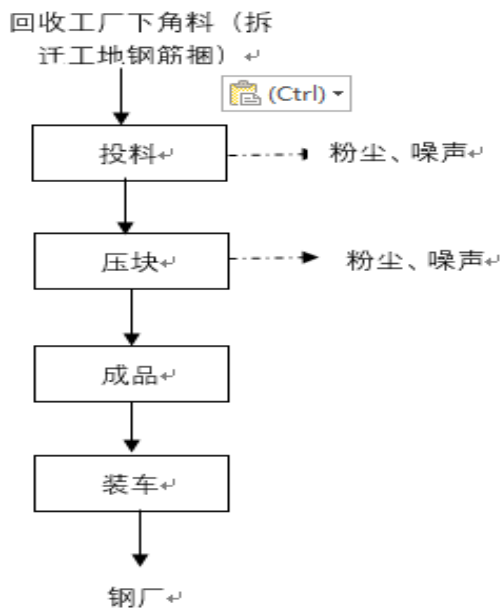 回收工厂下角料（拆
迁工地钢筋捆）
(Ctrl)
投料
粉尘、噪声
压块
粉尘、噪声
成品
装车
钢厂